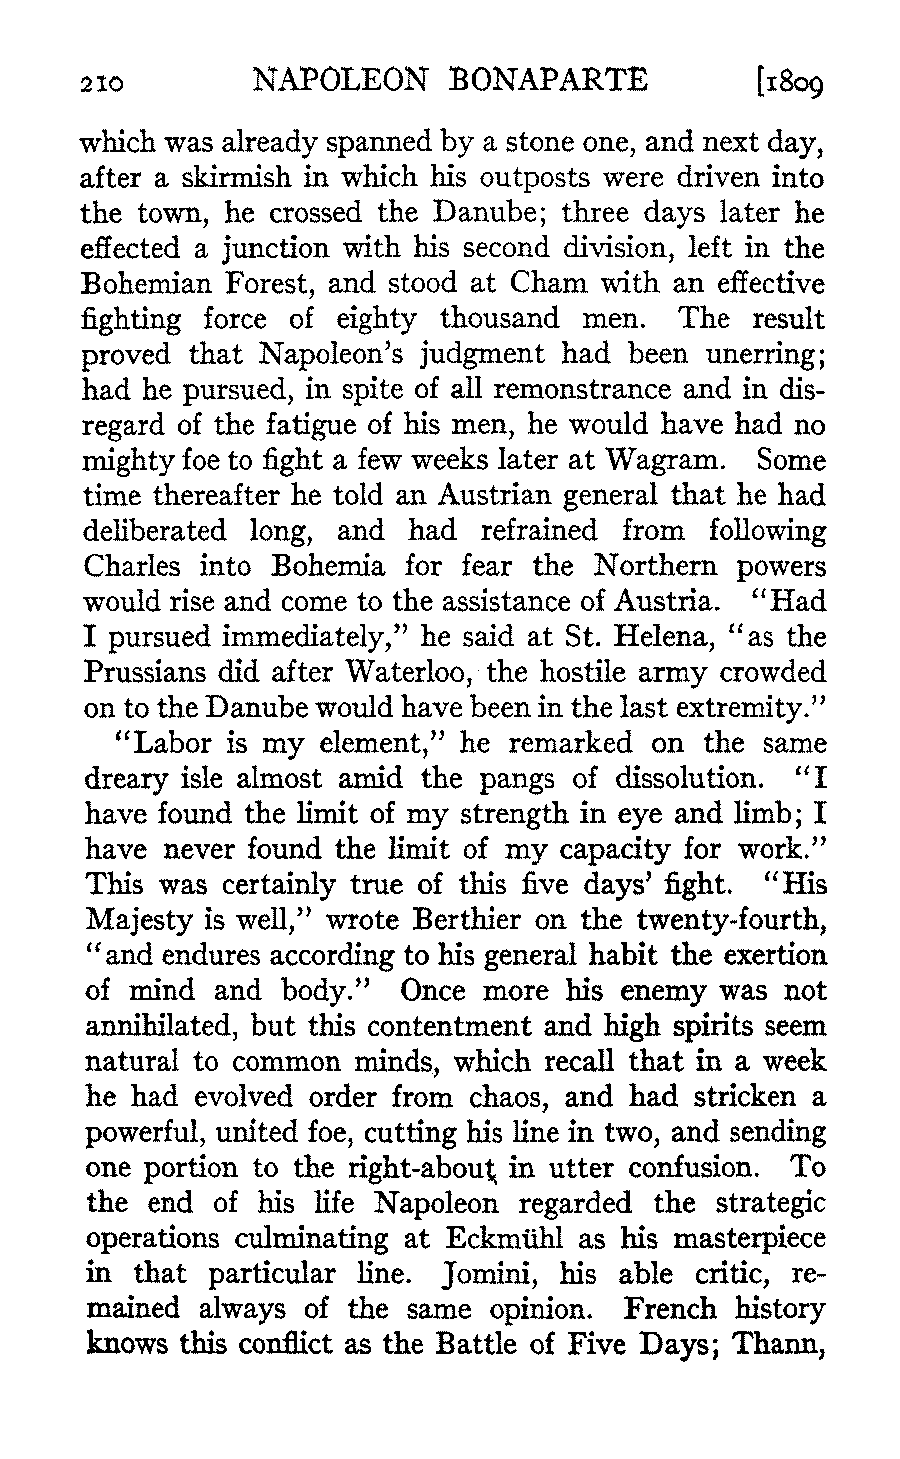 210 NAPOLEON BONAPARTE [1809
which was already spanned by a stone one, and next day,
after a skirmish in which his outposts were driven into
the town, he crossed the Danube; three days later he
effected a junction with his second division, left in the
Bohemian Forest, and stood at Cham with an effective
fighting force of eighty thousand men. The result
proved that Napoleon's judgment had been unerring;
had he pursued, in spite of all remonstrance and in dis-
regard of the fatigue of his men, he would have had no
mighty foe to fight a few weeks later at Wagram. Some
time thereafter he told an Austrian general that he had
deliberated long, and had refrained from following
Charles into Bohemia for fear the Northern powers
would rise and come to the assistance of Austria. "Had
I pursued immediately," he said at St. Helena, "as the
Prussians did after Waterloo, the hostile army crowded
on to the Danube would have been in the last extremity."
"Labor is my element," he remarked on the same
dreary isle almost amid the pangs of dissolution. "I
have found the limit of my strength in eye and limb; I
have never found the limit of my capacity for work."
This was certainly true of this five days' fight. "His
Majesty is well," wrote Berthier on the twenty-fourth,
"and endures according to his general habit the exertion
of mind and body." Once more his enemy was not
annihilated, but this contentment and high spirits seem
natural to common minds, which recall that in a week
he had evolved order from chaos, and had stricken a
powerful, united foe, cutting his line in two, and sending
one portion to the right-about in utter confusion. To
the end of his life Napoleon regarded the strategic
operations culminating at Eckmühl as his masterpiece
in that particular line. Jomini, his able critic, re-
mained always of the same opinion. French history
knows this conflict as the Battle of Five Days; Thann,